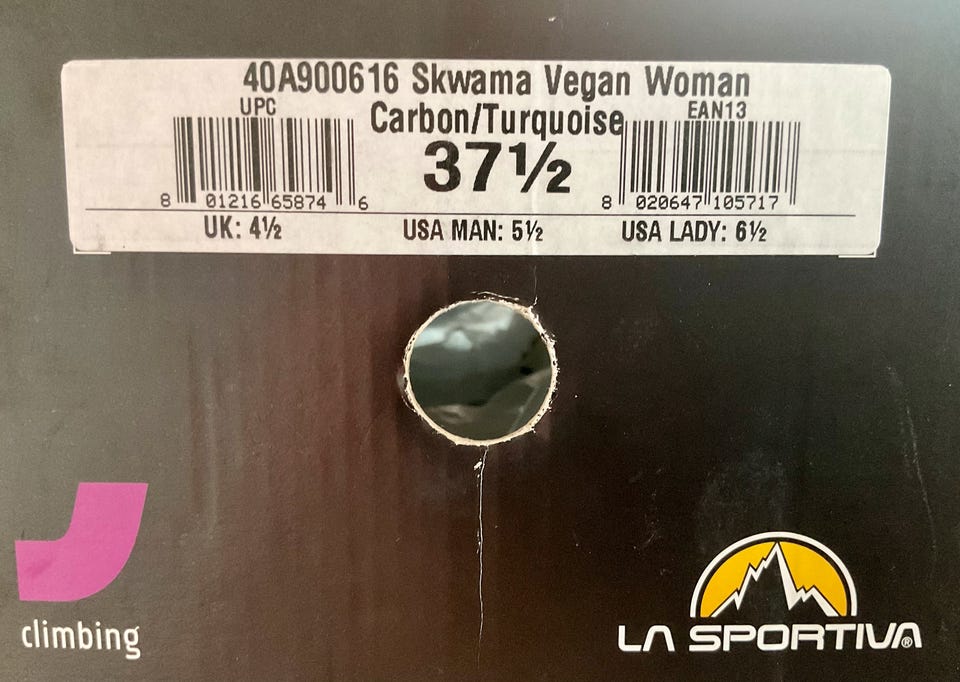 40A900616 Skwama Vegan Woman
UPC Carbon/Turquoise EAN13
37½
8 01216 65874 6 8 020647 105717
UK: 4½ USA MAN: 5½ USA LADY: 6½
climbing
LA SPORTIVA®